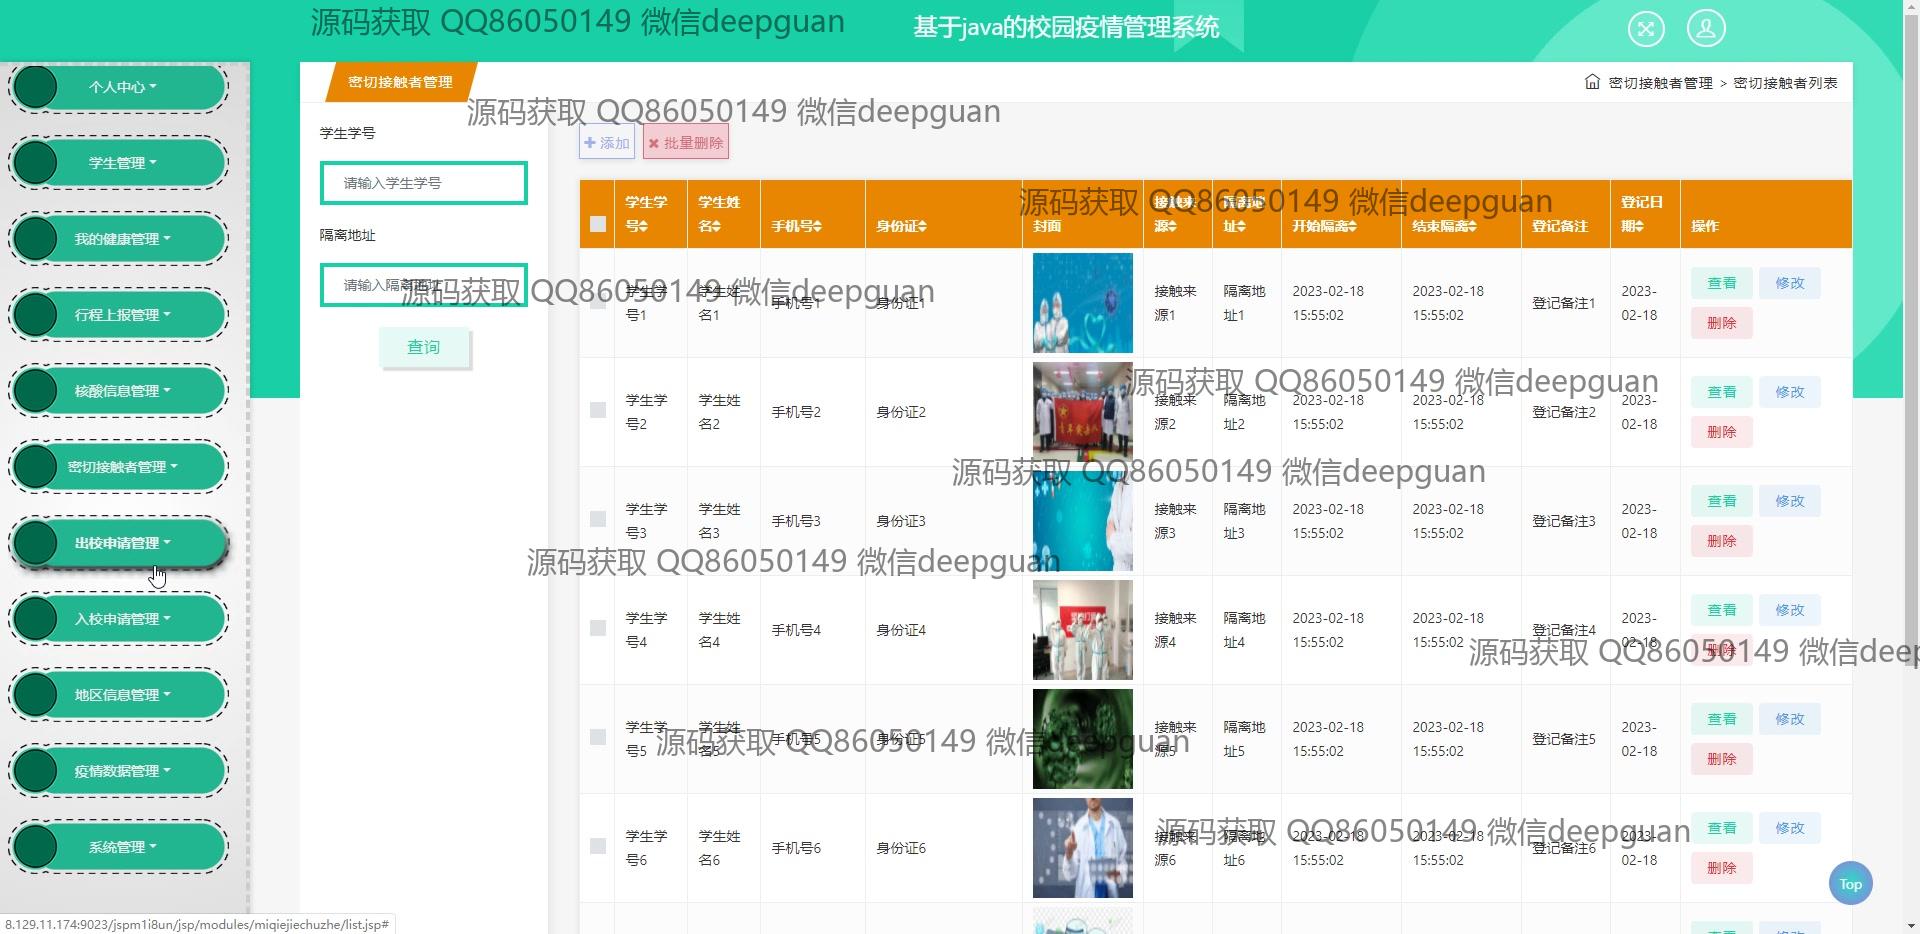 源码获取 QQ86050149 微信deepguan
基于java的校园疫情管理系统
个人中心
学生管理
我的健康管理
行程上报管理
核酸信息管理
密切接触者管理
出校申请管理
入校申请管理
地区信息管理
疫情数据管理
系统管理
密切接触者管理
密切接触者管理 > 密切接触者列表
源码获取 QQ86050149 微信deepguan
学生学号
请输入学生学号
隔离地址
请输入隔离地址
查询
添加 批量删除
源码获取 QQ86050149 微信deepguan
学生学号 学生姓名 手机号 身份证 封面 接触来源 隔离地址 开始隔离 结束隔离 登记备注 登记日期 操作
源码获取 QQ86050149 微信deepguan
学生学号1 学生姓名1 手机号1 身份证1 接触来源1 隔离地址1 2023-02-18 15:55:02 2023-02-18 15:55:02 登记备注1 2023-02-18 查看 修改 删除
源码获取 QQ86050149 微信deepguan
学生学号2 学生姓名2 手机号2 身份证2 接触来源2 隔离地址2 2023-02-18 15:55:02 2023-02-18 15:55:02 登记备注2 2023-02-18 查看 修改 删除
源码获取 QQ86050149 微信deepguan
学生学号3 学生姓名3 手机号3 身份证3 接触来源3 隔离地址3 2023-02-18 15:55:02 2023-02-18 15:55:02 登记备注3 2023-02-18 查看 修改 删除
源码获取 QQ86050149 微信deepguan
学生学号4 学生姓名4 手机号4 身份证4 接触来源4 隔离地址4 2023-02-18 15:55:02 2023-02-18 15:55:02 登记备注4 2023-02-18 查看 修改 删除
源码获取 QQ86050149 微信deep
学生学号5 学生姓名5 手机号5 身份证5 接触来源5 隔离地址5 2023-02-18 15:55:02 2023-02-18 15:55:02 登记备注5 2023-02-18 查看 修改 删除
源码获取 QQ86050149 微信deepguan
学生学号6 学生姓名6 手机号6 身份证6 接触来源6 隔离地址6 2023-02-18 15:55:02 2023-02-18 15:55:02 登记备注6 2023-02-18 查看 修改 删除
源码获取 QQ86050149 微信deepguan
Top
8.129.11.174:9023/jspm1i8un/jsp/modules/miqiejiechuzhe/list.jsp#